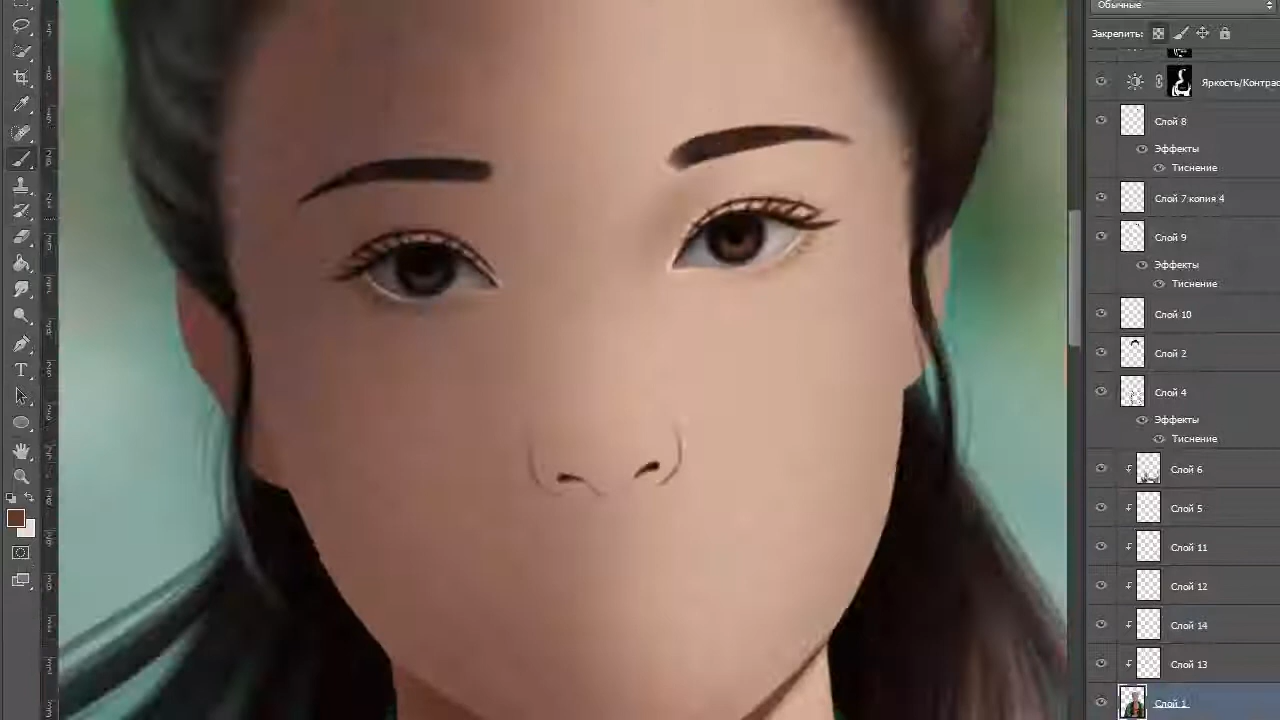 Обычные
Закрепить:
Яркость/Контрас
Слой 8
Эффекты
Тиснение
Слой 7 копия 4
Слой 9
Эффекты
Тиснение
Слой 10
Слой 2
Слой 4
Эффекты
Тиснение
Слой 6
Слой 5
Слой 11
Слой 12
Слой 14
Слой 13
Слой 1